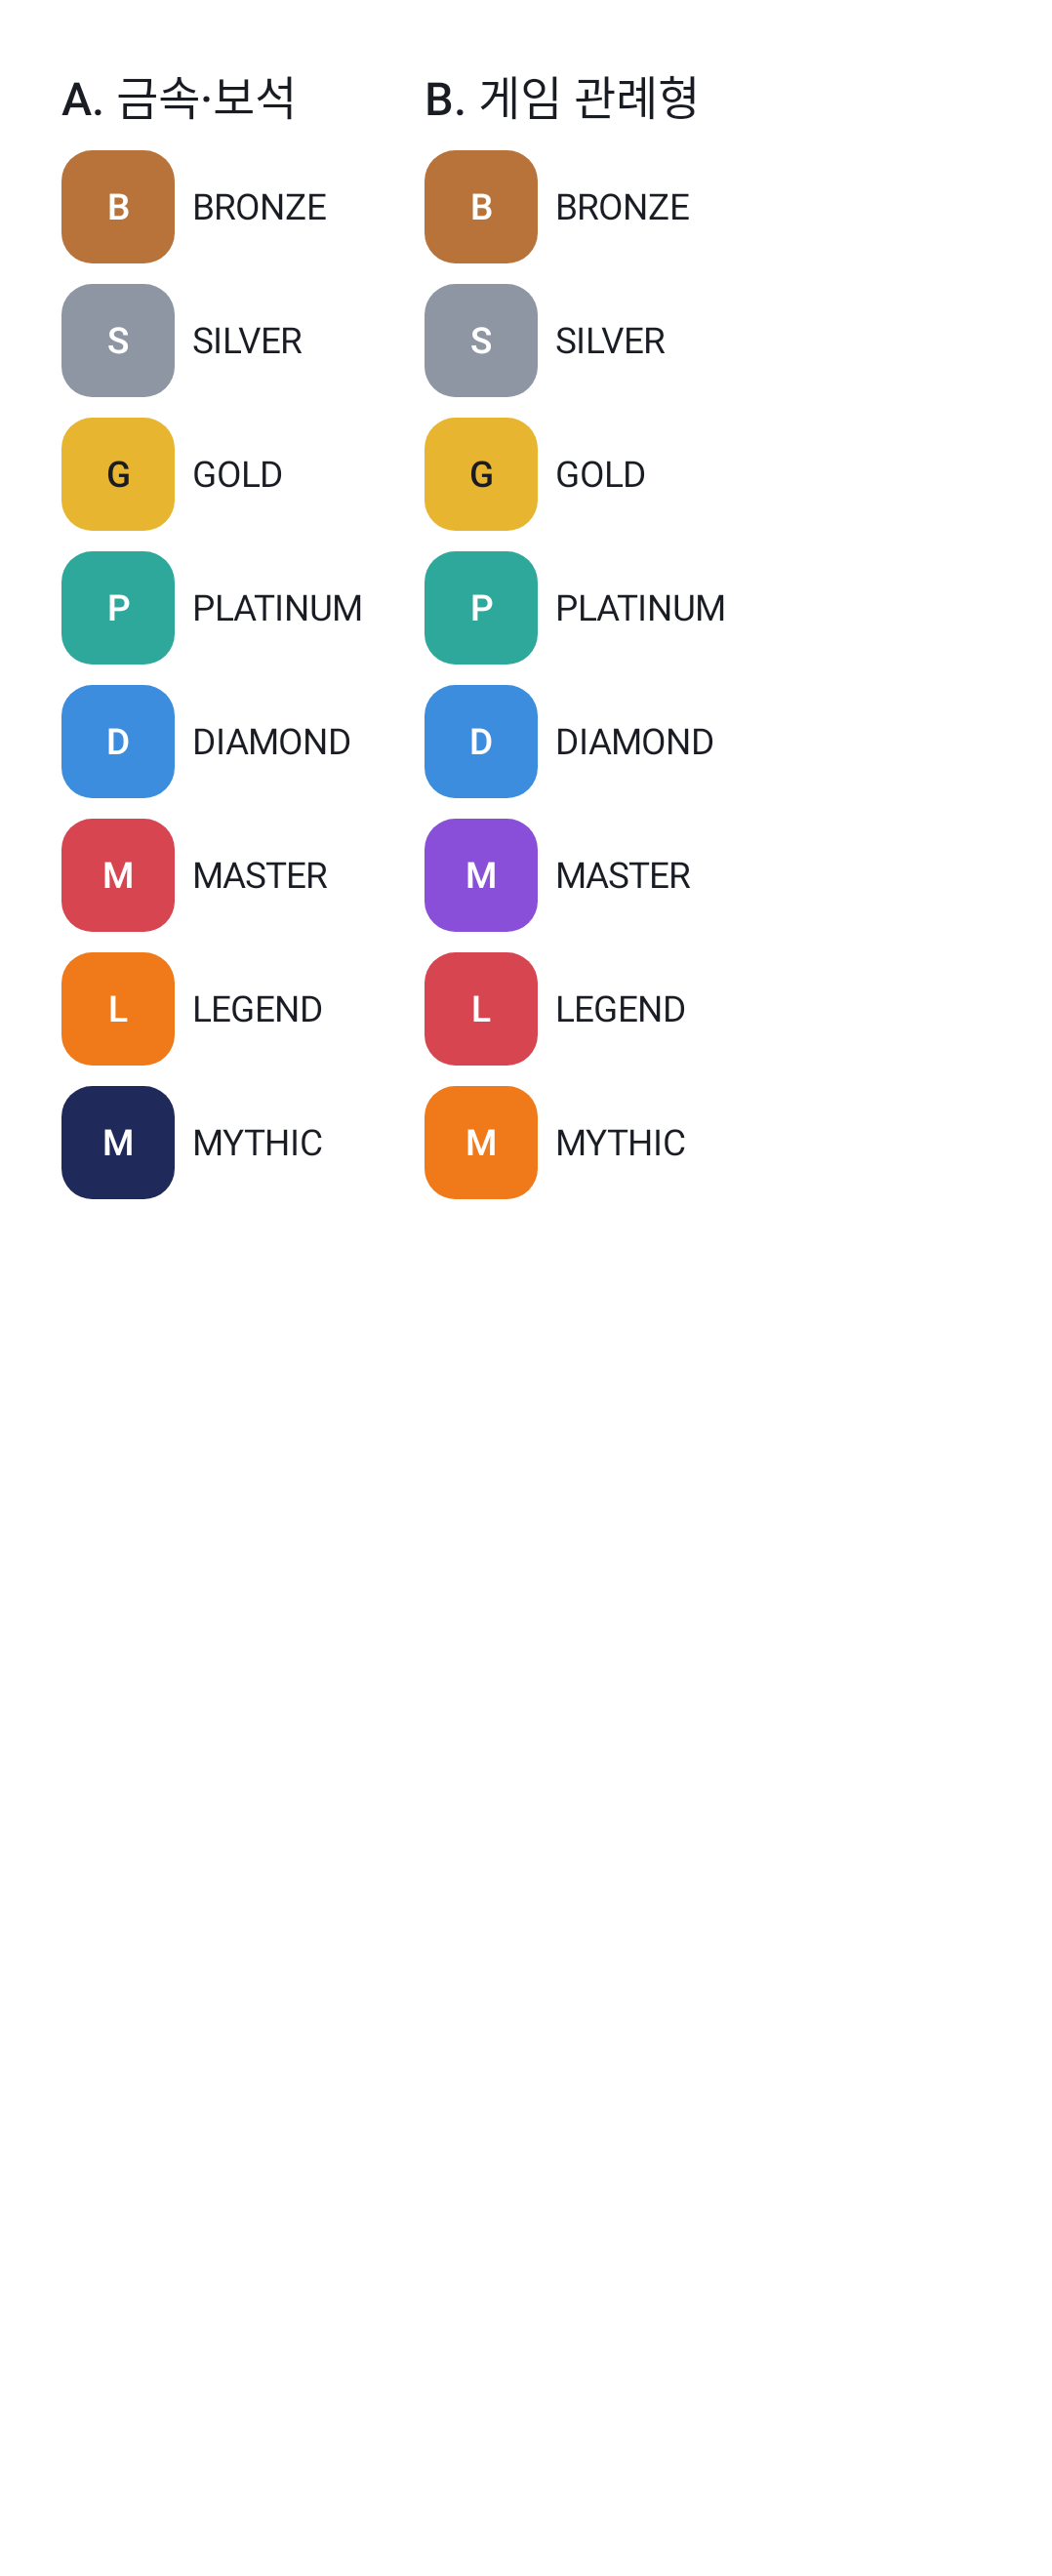 A. 금속·보석
B BRONZE
S SILVER
G GOLD
P PLATINUM
D DIAMOND
M MASTER
L LEGEND
M MYTHIC
B. 게임 관례형
B BRONZE
S SILVER
G GOLD
P PLATINUM
D DIAMOND
M MASTER
L LEGEND
M MYTHIC